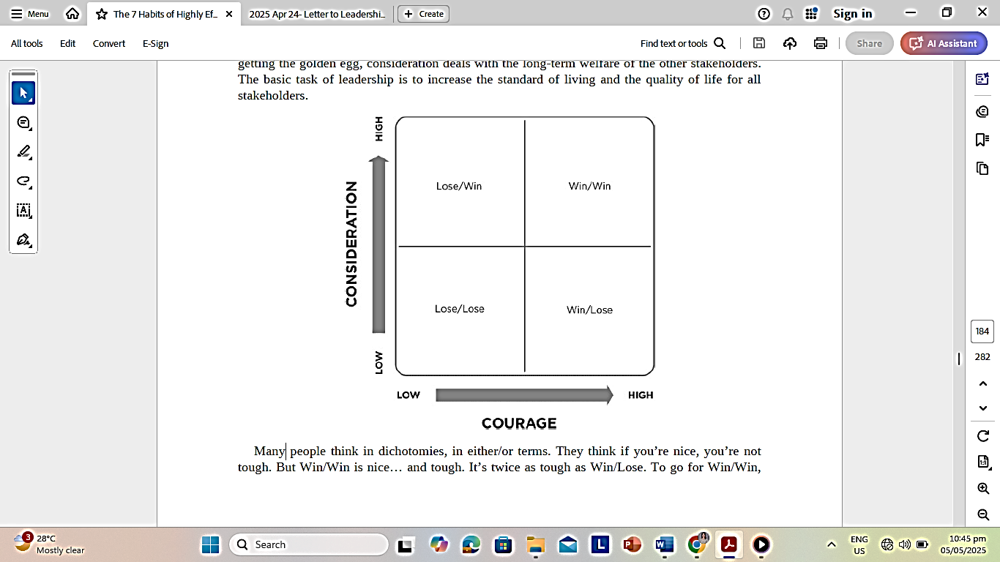 Menu
The 7 Habits of Highly Ef...
2025 Apr 24- Letter to Leadershi...
+ Create
Sign in
All tools
Edit
Convert
E-Sign
Find text or tools
Share
AI Assistant
getting the golden egg, consideration deals with the long-term welfare of the other stakeholders.
The basic task of leadership is to increase the standard of living and the quality of life for all
stakeholders.
HIGH
CONSIDERATION
LOW
Lose/Win
Win/Win
Lose/Lose
Win/Lose
LOW
HIGH
COURAGE
Many people think in dichotomies, in either/or terms. They think if you're nice, you're not
tough. But Win/Win is nice… and tough. It's twice as tough as Win/Lose. To go for Win/Win,
184
282
1:1
3
28°C
Mostly clear
Search
L
P
W
ENG
US
10:45 pm
05/05/2025